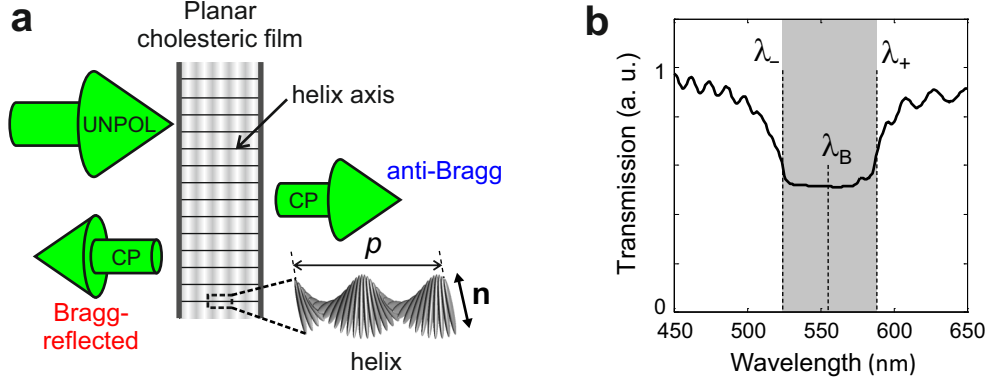 a
Planar
cholesteric film
UNPOL
helix axis
anti-Bragg
CP
CP
Bragg-
reflected
p
n
helix
b
Transmission (a. u.)
1
0
λ–
λ+
λB
450
500
550
600
650
Wavelength (nm)